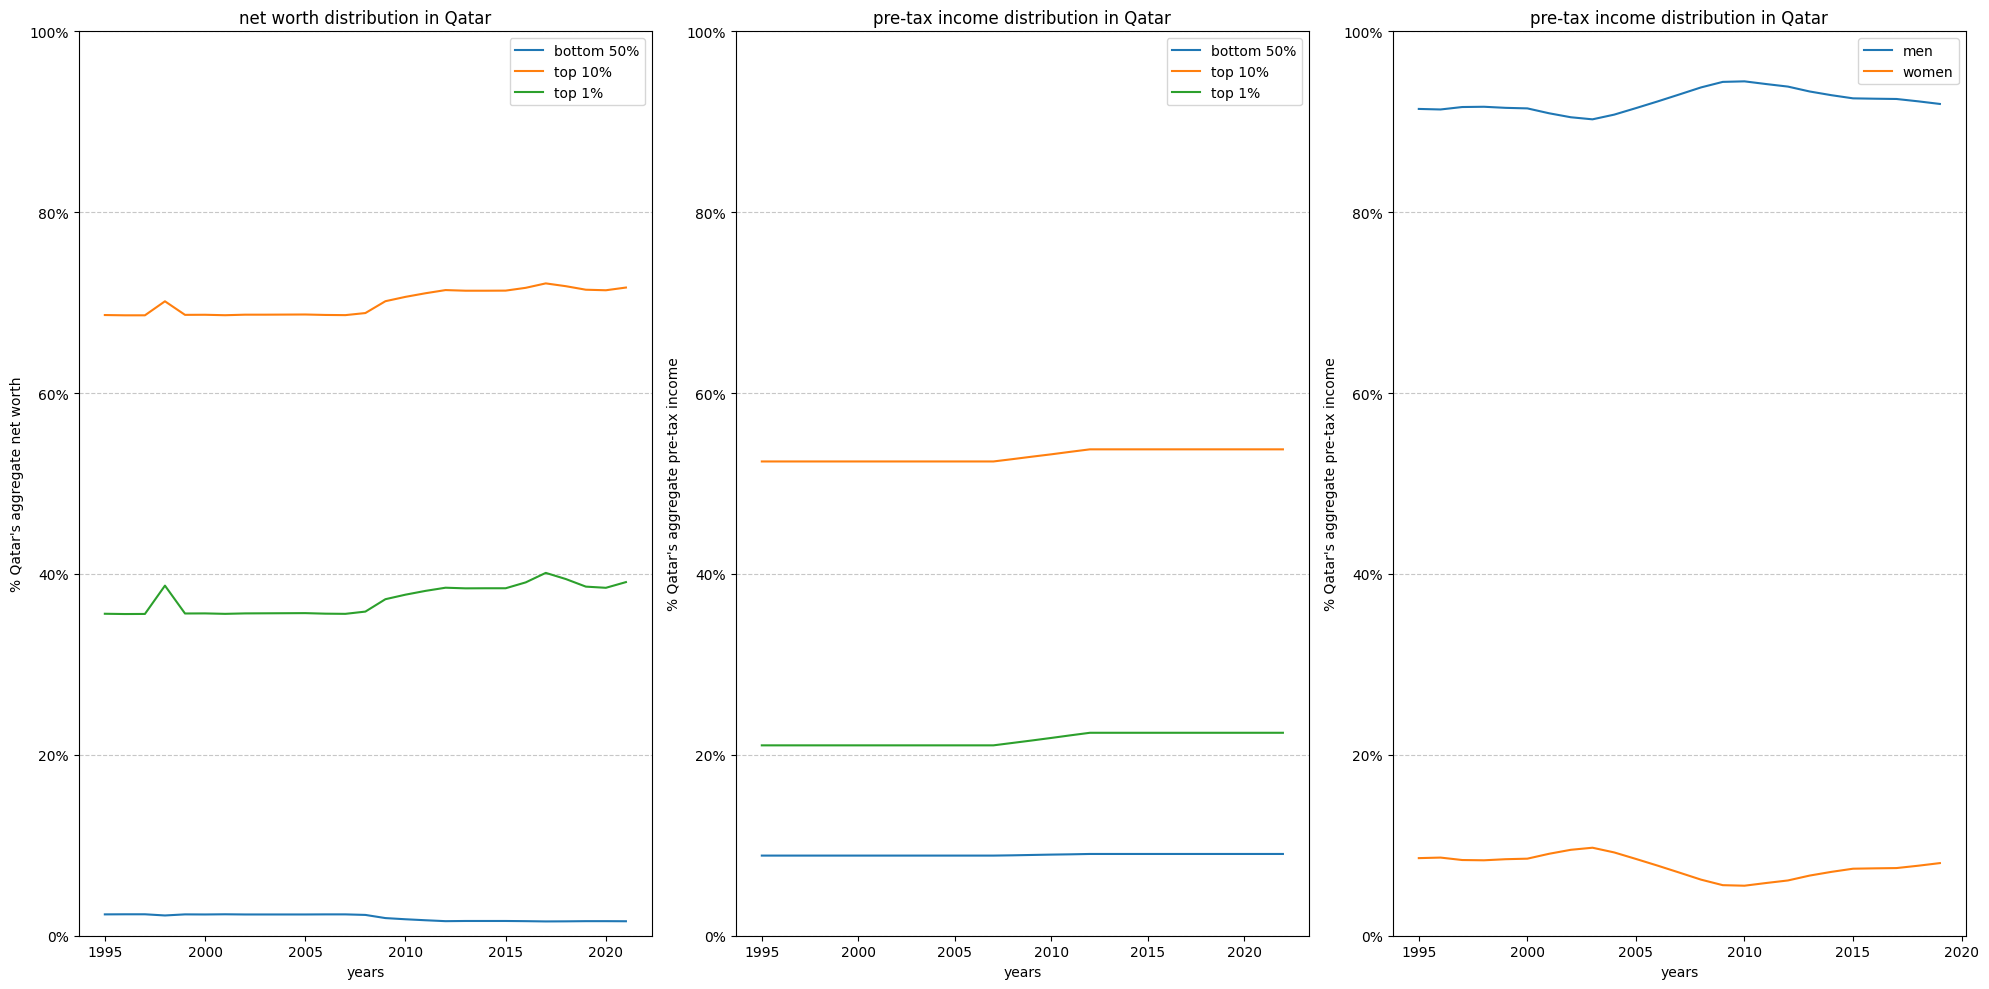 net worth distribution in Qatar
100%
80%
60%
40%
20%
0%
% Qatar's aggregate net worth
bottom 50%
top 10%
top 1%
1995 2000 2005 2010 2015 2020
years
pre-tax income distribution in Qatar
100%
80%
60%
40%
20%
0%
% Qatar's aggregate pre-tax income
bottom 50%
top 10%
top 1%
1995 2000 2005 2010 2015 2020
years
pre-tax income distribution in Qatar
100%
80%
60%
40%
20%
0%
% Qatar's aggregate pre-tax income
men
women
1995 2000 2005 2010 2015 2020
years